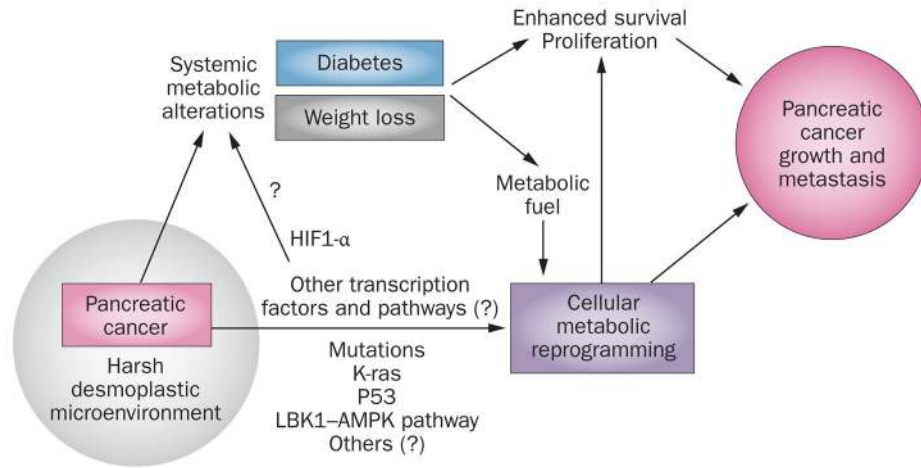 Systemic
metabolic
alterations
Diabetes
Weight loss
Enhanced survival
Proliferation
Pancreatic
cancer
growth and
metastasis
Metabolic
fuel
?
HIF1-α
Other transcription
factors and pathways (?)
Pancreatic
cancer
Harsh
desmoplastic
microenvironment
Mutations
K-ras
P53
LBK1–AMPK pathway
Others (?)
Cellular
metabolic
reprogramming